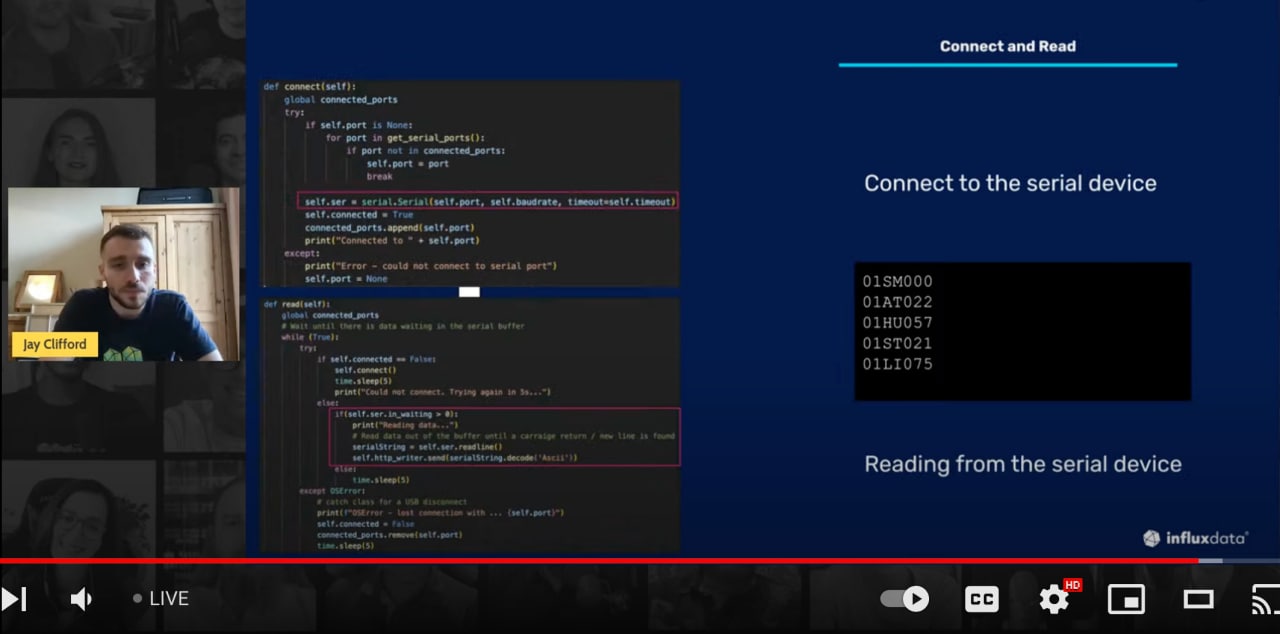 Connect and Read
def connect(self):
global connected_ports
try:
if self.port is None:
for port in get_serial_ports():
if port not in connected_ports:
self.port = port
break
self.ser = serial.Serial(self.port, self.baudrate, timeout=self.timeout)
self.connected = True
connected_ports.append(self.port)
print("Connected to " + self.port)
except:
print("Error - could not connect to serial port")
self.port = None
def read(self):
global connected_ports
# Wait until there is data waiting in the serial buffer
while (True):
try:
if self.connected == False:
self.connect()
time.sleep(5)
print("Could not connect. Trying again in 5s...")
else:
if(self.ser.in_waiting > 0):
print("Reading data...")
# Read data out of the buffer until a carraige return / new line is found
serialString = self.ser.readline()
self.http_writer.send(serialString.decode('Ascii'))
else:
time.sleep(5)
except OSError:
# catch class for a USB disconnect
print(f"OSError - lost connection with ... {self.port}")
self.connected = False
connected_ports.remove(self.port)
time.sleep(5)
Connect to the serial device
01SM000
01AT022
01HU057
01ST021
01LI075
Reading from the serial device
influxdata®
Jay Clifford
LIVE
CC
HD